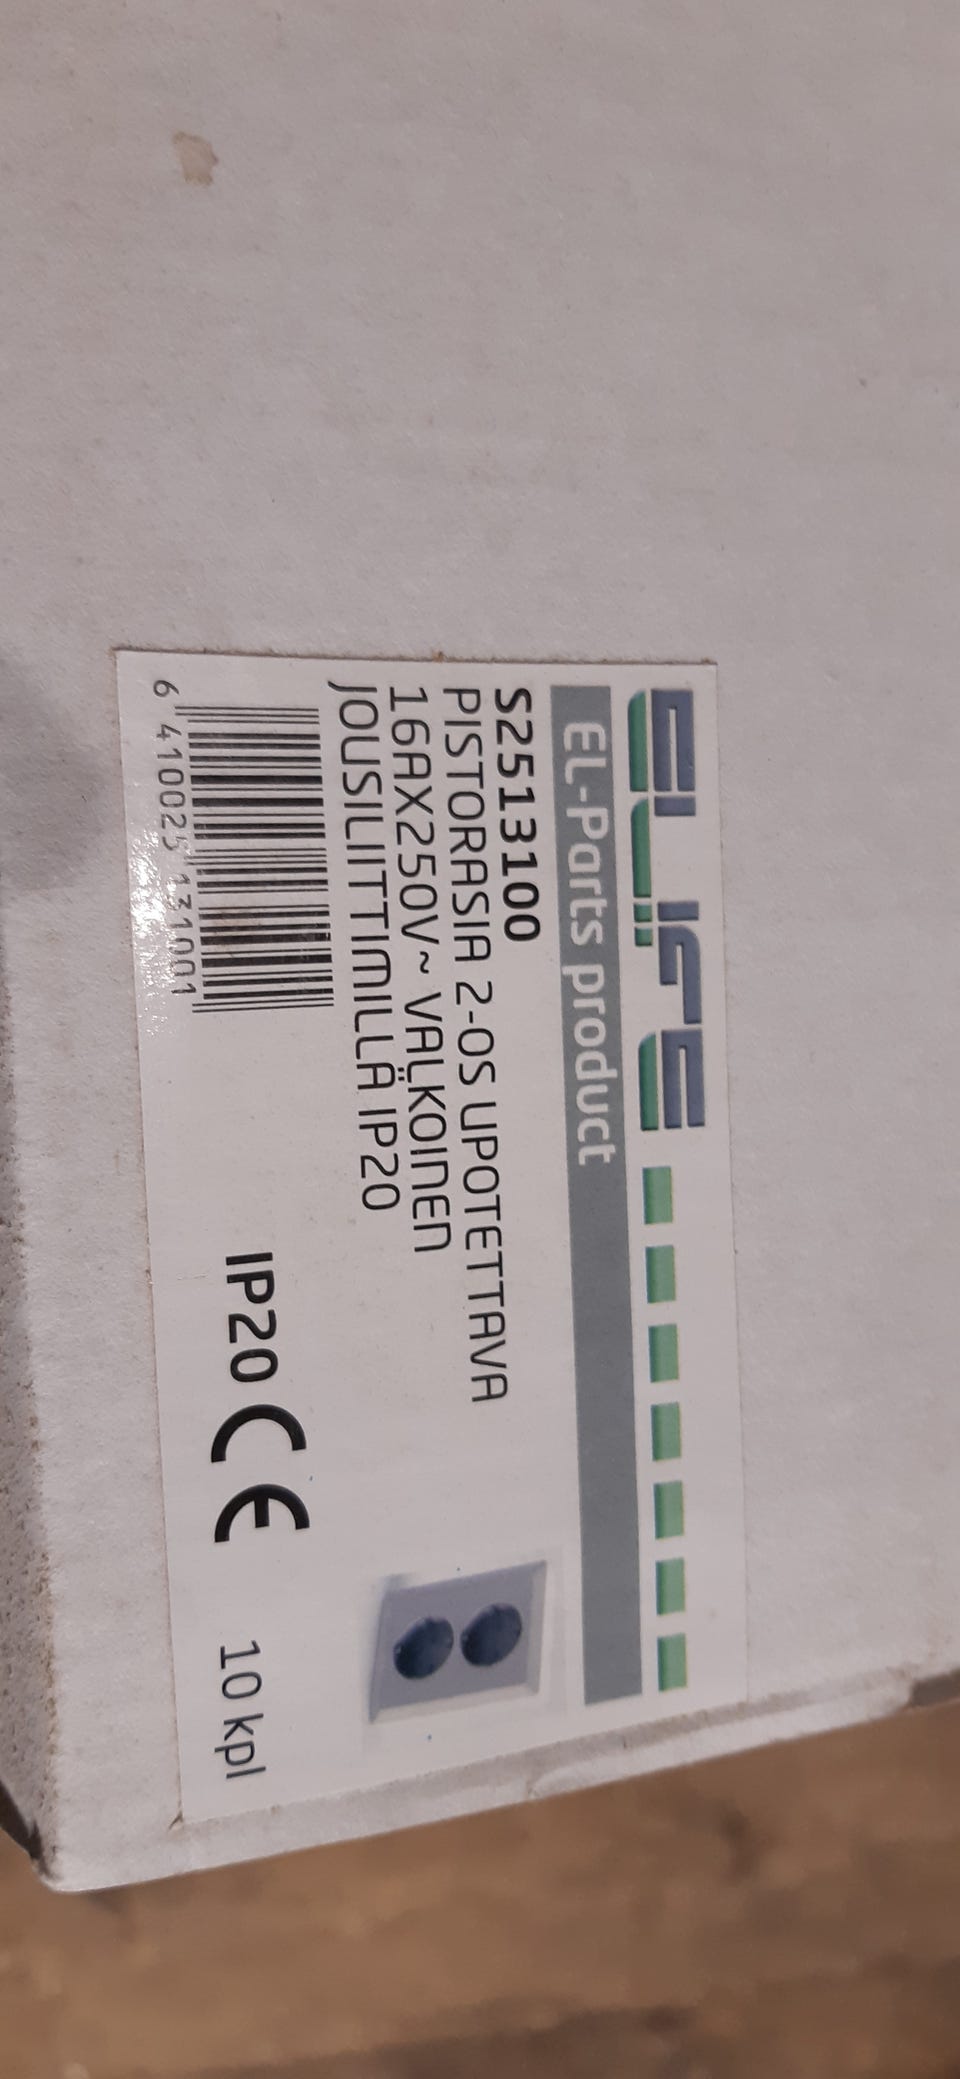 ELIFE
EL-Parts product
S2513100
PISTORASIA 2-OS UPOTETTAVA
16AX250V~ VALKOINEN
JOUSILIITTIMILLÄ IP20
6 410025 131001
IP20 CE 10 kpl